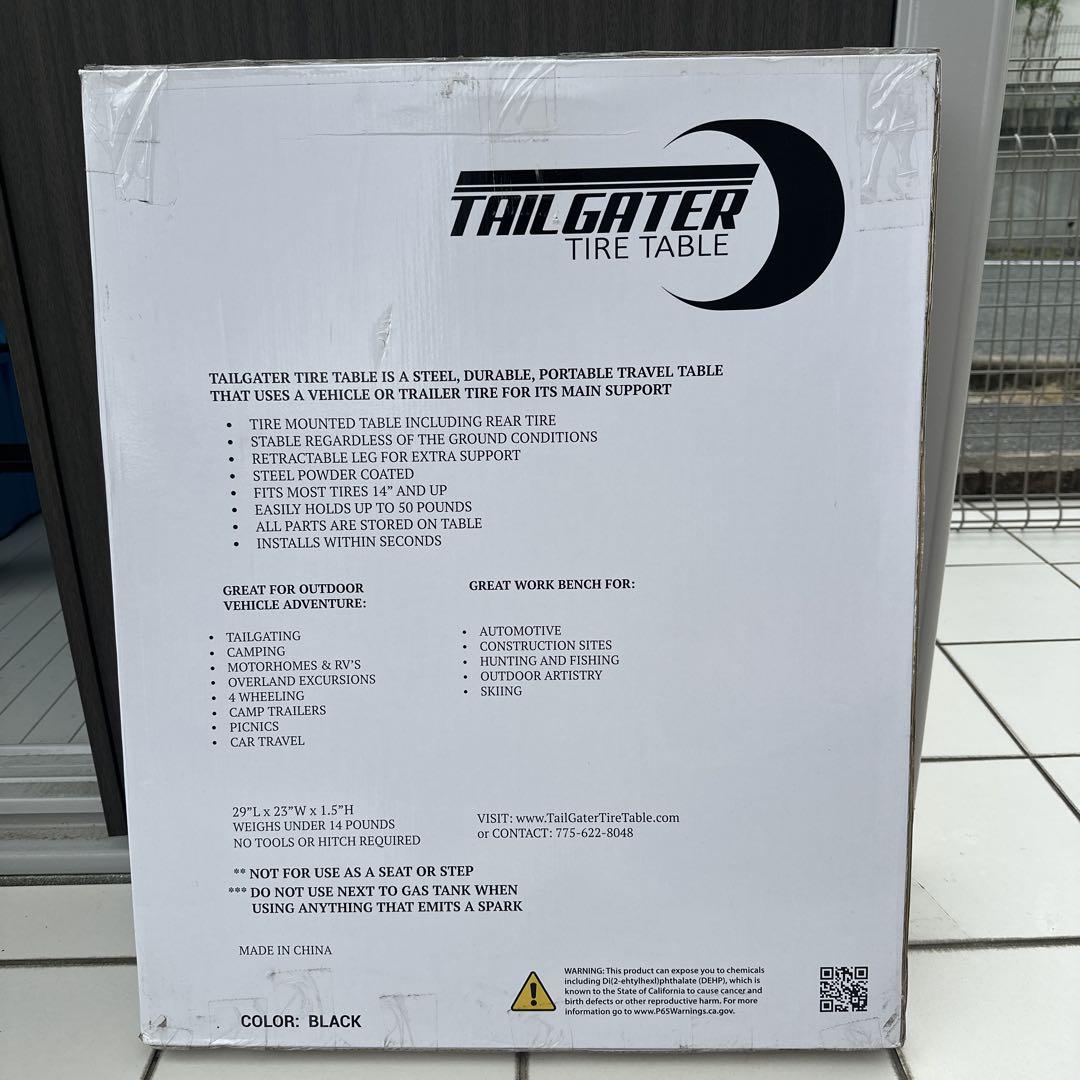 TAILGATER
TIRE TABLE
TAILGATER TIRE TABLE IS A STEEL, DURABLE, PORTABLE TRAVEL TABLE
THAT USES A VEHICLE OR TRAILER TIRE FOR ITS MAIN SUPPORT
• TIRE MOUNTED TABLE INCLUDING REAR TIRE
• STABLE REGARDLESS OF THE GROUND CONDITIONS
• RETRACTABLE LEG FOR EXTRA SUPPORT
• STEEL POWDER COATED
• FITS MOST TIRES 14” AND UP
• EASILY HOLDS UP TO 50 POUNDS
• ALL PARTS ARE STORED ON TABLE
• INSTALLS WITHIN SECONDS
GREAT FOR OUTDOOR
VEHICLE ADVENTURE:
• TAILGATING
• CAMPING
• MOTORHOMES & RV’S
• OVERLAND EXCURSIONS
• 4 WHEELING
• CAMP TRAILERS
• PICNICS
• CAR TRAVEL
GREAT WORK BENCH FOR:
• AUTOMOTIVE
• CONSTRUCTION SITES
• HUNTING AND FISHING
• OUTDOOR ARTISTRY
• SKIING
29”L x 23”W x 1.5”H
WEIGHS UNDER 14 POUNDS
NO TOOLS OR HITCH REQUIRED
VISIT: www.TailGaterTireTable.com
or CONTACT: 775-622-8048
** NOT FOR USE AS A SEAT OR STEP
*** DO NOT USE NEXT TO GAS TANK WHEN
USING ANYTHING THAT EMITS A SPARK
MADE IN CHINA
COLOR: BLACK
WARNING: This product can expose you to chemicals
including Di(2-ehtylhexl)phthalate (DEHP), which is
known to the State of California to cause cancer and
birth defects or other reproductive harm. For more
information go to www.P65Warnings.ca.gov.